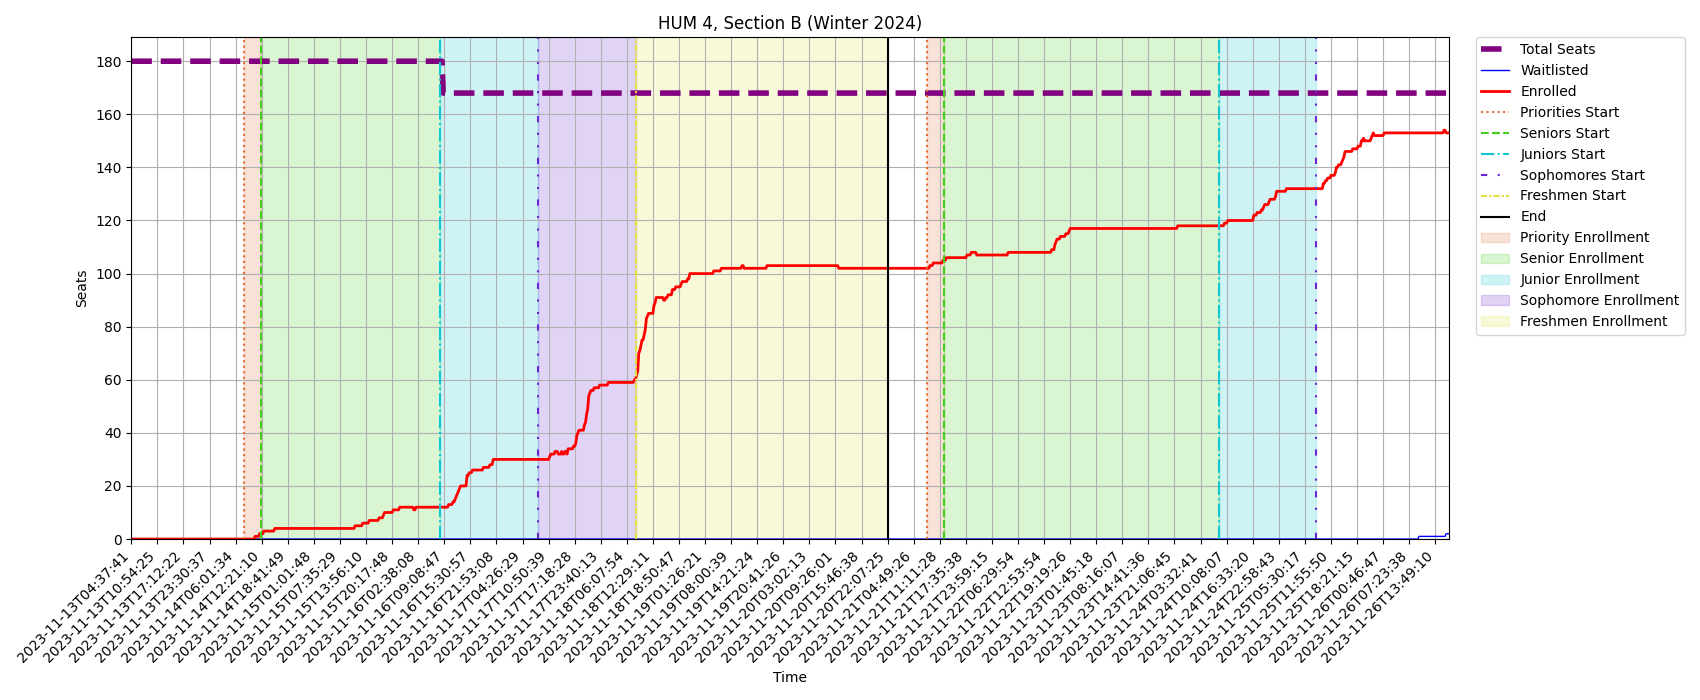 HUM 4, Section B (Winter 2024)
180
160
140
120
100
80
60
40
20
0
Seats
2023-11-13T04:37:41
2023-11-13T10:54:25
2023-11-13T17:12:22
2023-11-13T23:30:37
2023-11-14T06:01:34
2023-11-14T12:21:10
2023-11-14T18:41:49
2023-11-15T01:01:48
2023-11-15T07:35:29
2023-11-15T13:56:10
2023-11-15T20:17:48
2023-11-16T02:38:08
2023-11-16T09:08:47
2023-11-16T15:30:57
2023-11-16T21:53:08
2023-11-17T04:26:29
2023-11-17T10:50:39
2023-11-17T17:18:28
2023-11-17T23:40:13
2023-11-18T06:07:54
2023-11-18T12:29:11
2023-11-18T18:50:47
2023-11-19T01:26:21
2023-11-19T08:00:39
2023-11-19T14:21:24
2023-11-19T20:41:26
2023-11-20T03:02:13
2023-11-20T09:26:01
2023-11-20T15:46:38
2023-11-20T22:07:25
2023-11-21T04:49:26
2023-11-21T11:11:28
2023-11-21T17:35:38
2023-11-21T23:59:15
2023-11-22T06:29:54
2023-11-22T12:53:54
2023-11-22T19:19:26
2023-11-23T01:45:18
2023-11-23T08:16:07
2023-11-23T14:41:36
2023-11-23T21:06:45
2023-11-24T03:32:41
2023-11-24T10:08:07
2023-11-24T16:33:20
2023-11-24T22:58:43
2023-11-25T05:30:17
2023-11-25T11:55:50
2023-11-25T18:21:15
2023-11-26T00:46:47
2023-11-26T07:23:38
2023-11-26T13:49:10
Time
Total Seats
Waitlisted
Enrolled
Priorities Start
Seniors Start
Juniors Start
Sophomores Start
Freshmen Start
End
Priority Enrollment
Senior Enrollment
Junior Enrollment
Sophomore Enrollment
Freshmen Enrollment